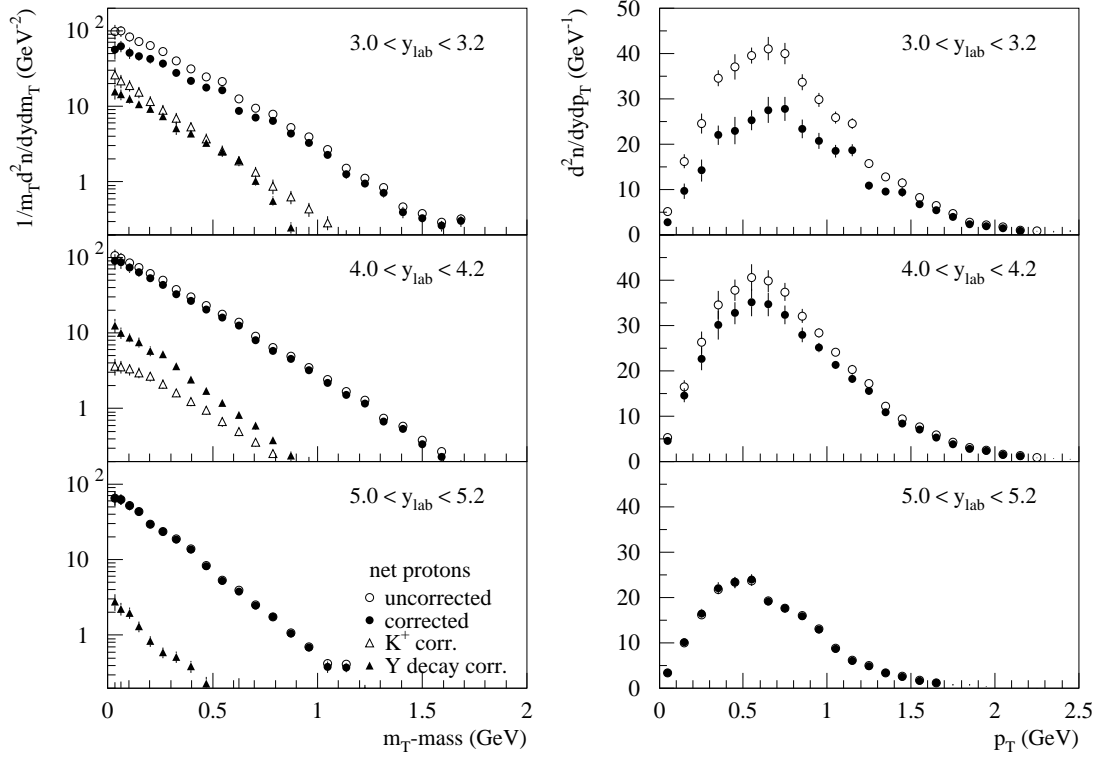 1/m_T d^2n/dydm_T (GeV^-2)
10^2
10
1
3.0 < y_lab < 3.2
10^2
10
1
4.0 < y_lab < 4.2
10^2
10
1
5.0 < y_lab < 5.2
net protons
uncorrected
corrected
K^+ corr.
Y decay corr.
0 0.5 1 1.5 2
m_T-mass (GeV)
d^2n/dydp_T (GeV^-1)
50
40
30
20
10
0
3.0 < y_lab < 3.2
40
30
20
10
0
4.0 < y_lab < 4.2
40
30
20
10
0
5.0 < y_lab < 5.2
0 0.5 1 1.5 2 2.5
p_T (GeV)